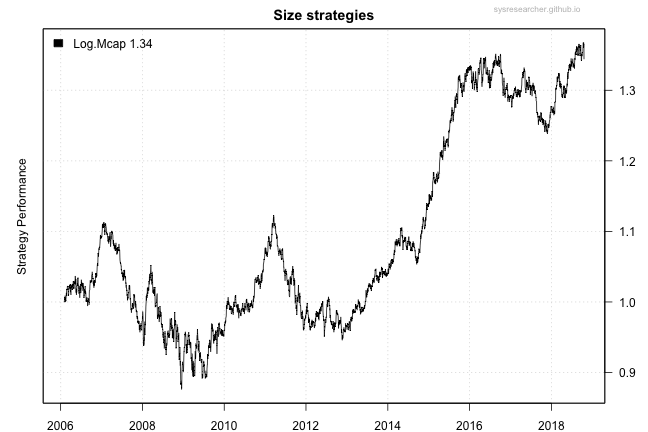 Size strategies
sysresearcher.github.io
Log.Mcap 1.34
Strategy Performance
1.3
1.2
1.1
1.0
0.9
2006 2008 2010 2012 2014 2016 2018